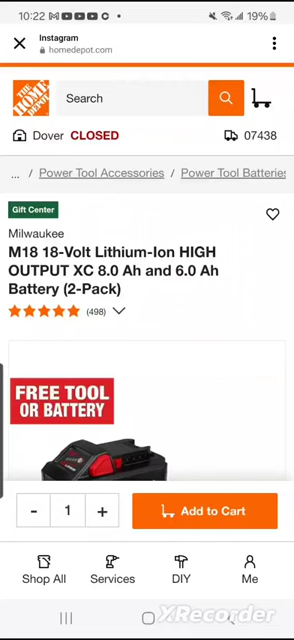 10:22
19%
Instagram
homedepot.com
THE HOME DEPOT
Search
Dover CLOSED
07438
... / Power Tool Accessories / Power Tool Batteries
Gift Center
Milwaukee
M18 18-Volt Lithium-Ion HIGH
OUTPUT XC 8.0 Ah and 6.0 Ah
Battery (2-Pack)
(498)
FREE TOOL
OR BATTERY
- 1 +
Add to Cart
Shop All
Services
DIY
Me
XRecorder